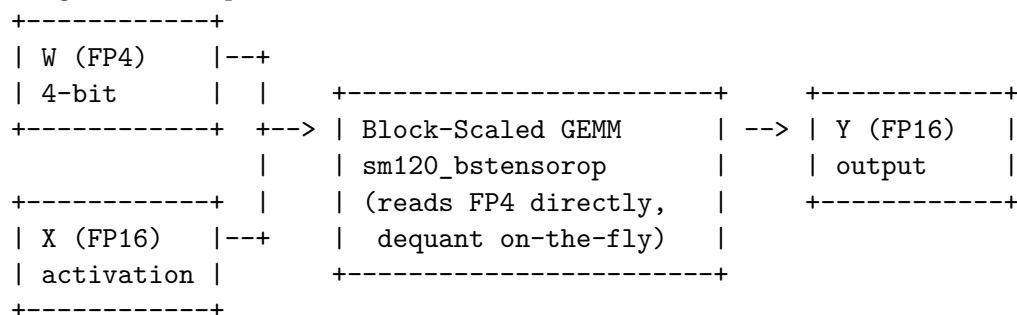 +------------+
| W (FP4)    |--+
| 4-bit      |  |    +------------------------+     +------------+
+------------+  +--> | Block-Scaled GEMM      | --> | Y (FP16)   |
                |    | sm120_bstensorop       |     | output     |
+------------+  |    | (reads FP4 directly,   |     +------------+
| X (FP16)   |--+    |  dequant on-the-fly)   |
| activation |       +------------------------+
+------------+